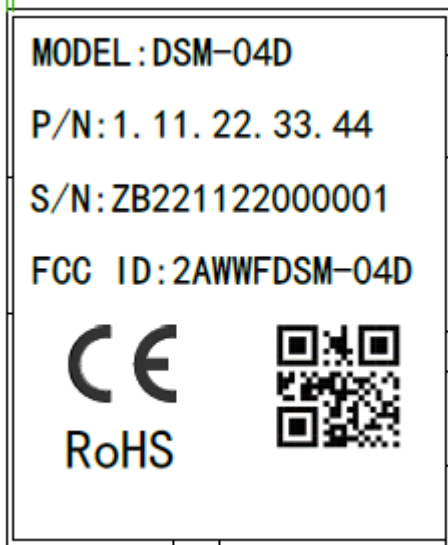 MODEL:DSM-04D
P/N:1.11.22.33.44
S/N:ZB221122000001
FCC ID:2AWWFDSM-04D
CE
RoHS